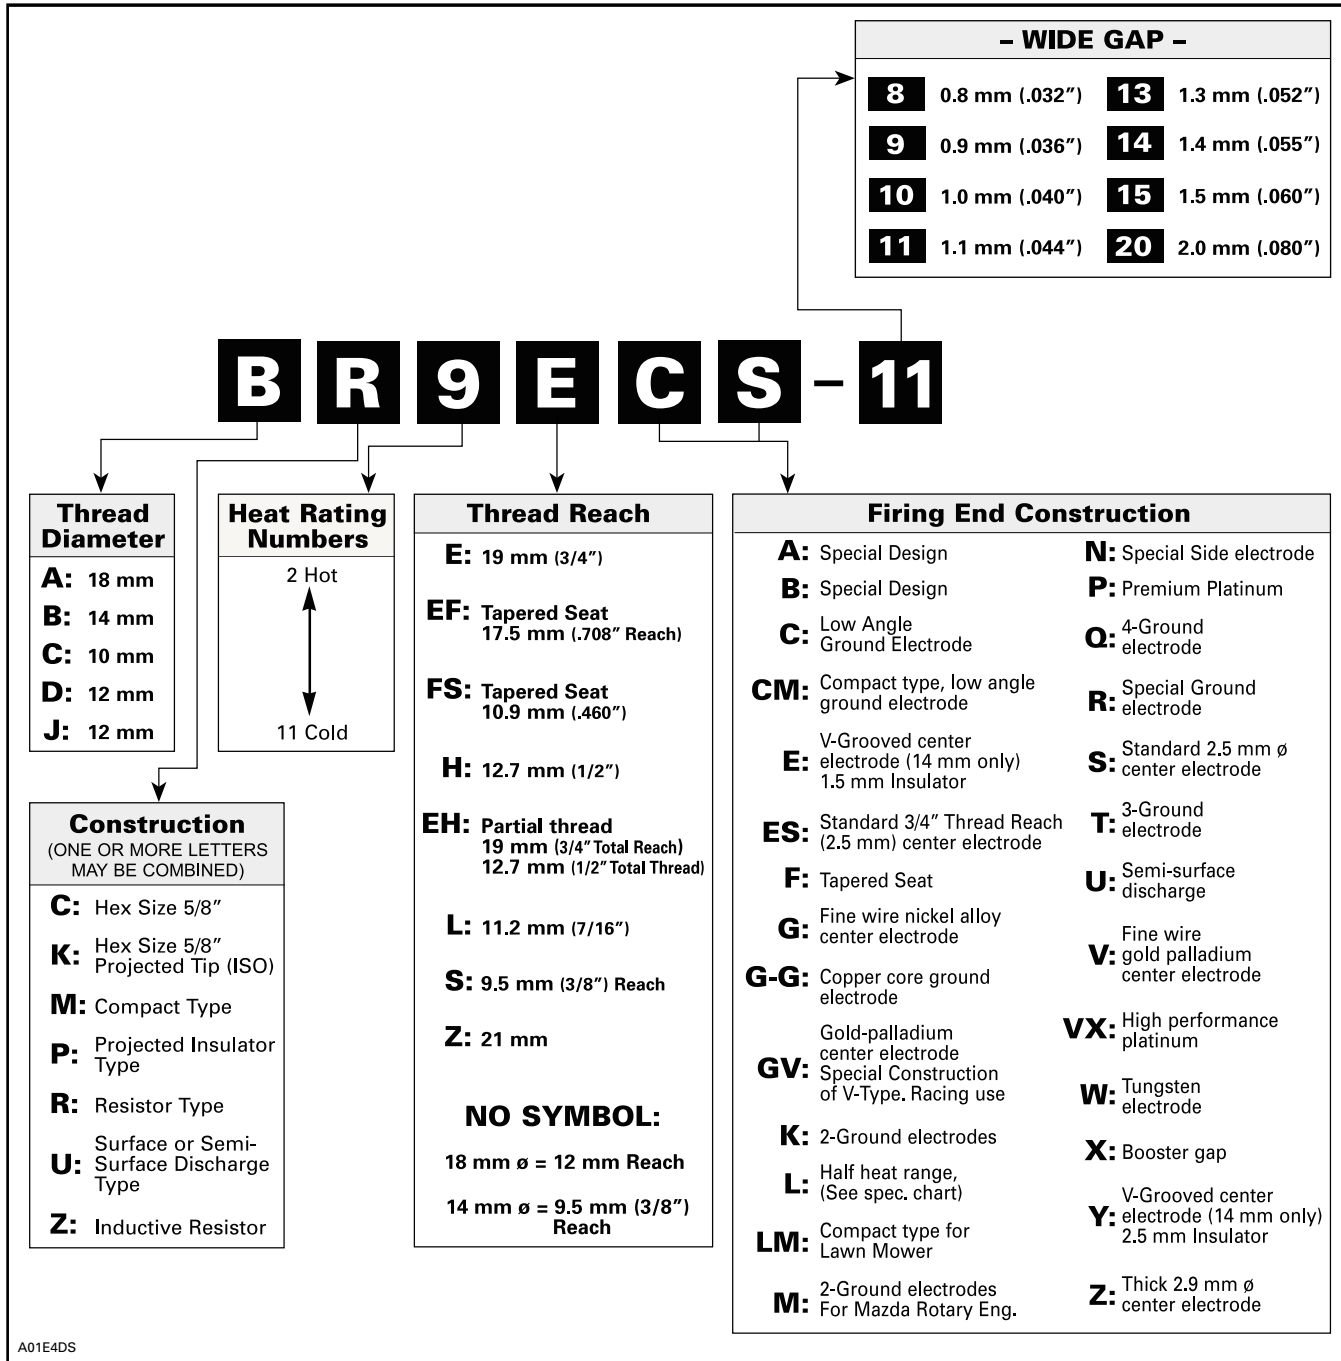 – WIDE GAP –
8 0.8 mm (.032″) 13 1.3 mm (.052″)
9 0.9 mm (.036″) 14 1.4 mm (.055″)
10 1.0 mm (.040″) 15 1.5 mm (.060″)
11 1.1 mm (.044″) 20 2.0 mm (.080″)
B R 9 E C S – 11
Thread
Diameter
A: 18 mm
B: 14 mm
C: 10 mm
D: 12 mm
J: 12 mm
Construction
(ONE OR MORE LETTERS
MAY BE COMBINED)
C: Hex Size 5/8″
K: Hex Size 5/8″
Projected Tip (ISO)
M: Compact Type
P: Projected Insulator
Type
R: Resistor Type
U: Surface or Semi-
Surface Discharge
Type
Z: Inductive Resistor
Heat Rating
Numbers
2 Hot
11 Cold
Thread Reach
E: 19 mm (3/4″)
EF: Tapered Seat
17.5 mm (.708″ Reach)
FS: Tapered Seat
10.9 mm (.460″)
H: 12.7 mm (1/2″)
EH: Partial thread
19 mm (3/4″ Total Reach)
12.7 mm (1/2″ Total Thread)
L: 11.2 mm (7/16″)
S: 9.5 mm (3/8″) Reach
Z: 21 mm
NO SYMBOL:
18 mm ø = 12 mm Reach
14 mm ø = 9.5 mm (3/8″)
Reach
Firing End Construction
A: Special Design
B: Special Design
C: Low Angle
Ground Electrode
CM: Compact type, low angle
ground electrode
E: V-Grooved center
electrode (14 mm only)
1.5 mm Insulator
ES: Standard 3/4″ Thread Reach
(2.5 mm) center electrode
F: Tapered Seat
G: Fine wire nickel alloy
center electrode
G-G: Copper core ground
electrode
GV: Gold-palladium
center electrode
Special Construction
of V-Type. Racing use
K: 2-Ground electrodes
L: Half heat range,
(See spec. chart)
LM: Compact type for
Lawn Mower
M: 2-Ground electrodes
For Mazda Rotary Eng.
N: Special Side electrode
P: Premium Platinum
Q: 4-Ground
electrode
R: Special Ground
electrode
S: Standard 2.5 mm ø
center electrode
T: 3-Ground
electrode
U: Semi-surface
discharge
V: Fine wire
gold palladium
center electrode
VX: High performance
platinum
W: Tungsten
electrode
X: Booster gap
Y: V-Grooved center
electrode (14 mm only)
2.5 mm Insulator
Z: Thick 2.9 mm ø
center electrode
A01E4DS